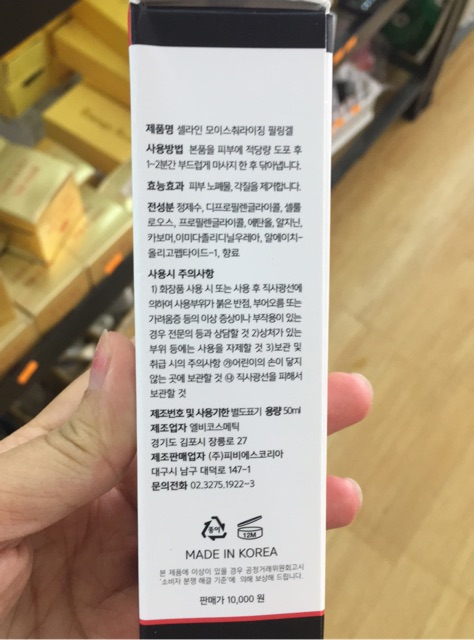 제품명 셀라인 모이스춰라이징 필링겔
사용방법 본품을 피부에 적당량 도포 후
1~2분간 부드럽게 마사지 한 후 닦아냅니다.
효능효과 피부 노폐물, 각질을 제거합니다.
전성분 정제수, 디프로필렌글라이콜, 셀룰
로오스, 프로필렌글라이콜, 에탄올, 알지닌,
카보머,이미다졸리디닐우레아, 알에이치-
올리고펩타이드-1, 향료
사용시 주의사항
1) 화장품 사용 시 또는 사용 후 직사광선에
의하여 사용부위가 붉은 반점, 부어오름 또는
가려움증 등의 이상 증상이나 부작용이 있는
경우 전문의 등과 상담할 것 2)상처가 있는
부위 등에는 사용을 자제할 것 3)보관 및
취급 시의 주의사항 ㉮어린이의 손이 닿지
않는 곳에 보관할 것 ㉯ 직사광선을 피해서
보관할 것
제조번호 및 사용기한 별도표기 용량 50ml
제조업자 엘비코스메틱
경기도 김포시 장릉로 27
제조판매업자 (주)피비에스코리아
대구시 남구 대덕로 147-1
문의전화 02.3275.1922~3
종이 12M
MADE IN KOREA
본 제품에 이상이 있을 경우 공정거래위원회고시
'소비자 분쟁 해결 기준'에 의해 보상해 드립니다.
판매가 10,000 원